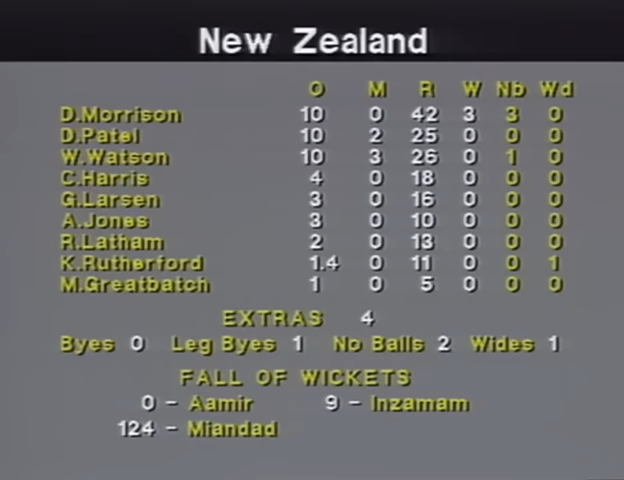 New Zealand
O M R W Nb Wd
D.Morrison 10 0 42 3 3 0
D.Patel 10 2 25 0 0 0
W.Watson 10 3 26 0 1 0
C.Harris 4 0 18 0 0 0
G.Larsen 3 0 16 0 0 0
A.Jones 3 0 10 0 0 0
R.Latham 2 0 13 0 0 0
K.Rutherford 1.4 0 11 0 0 1
M.Greatbatch 1 0 5 0 0 0
EXTRAS 4
Byes 0 Leg Byes 1 No Balls 2 Wides 1
FALL OF WICKETS
0 - Aamir 9 - Inzamam
124 - Miandad